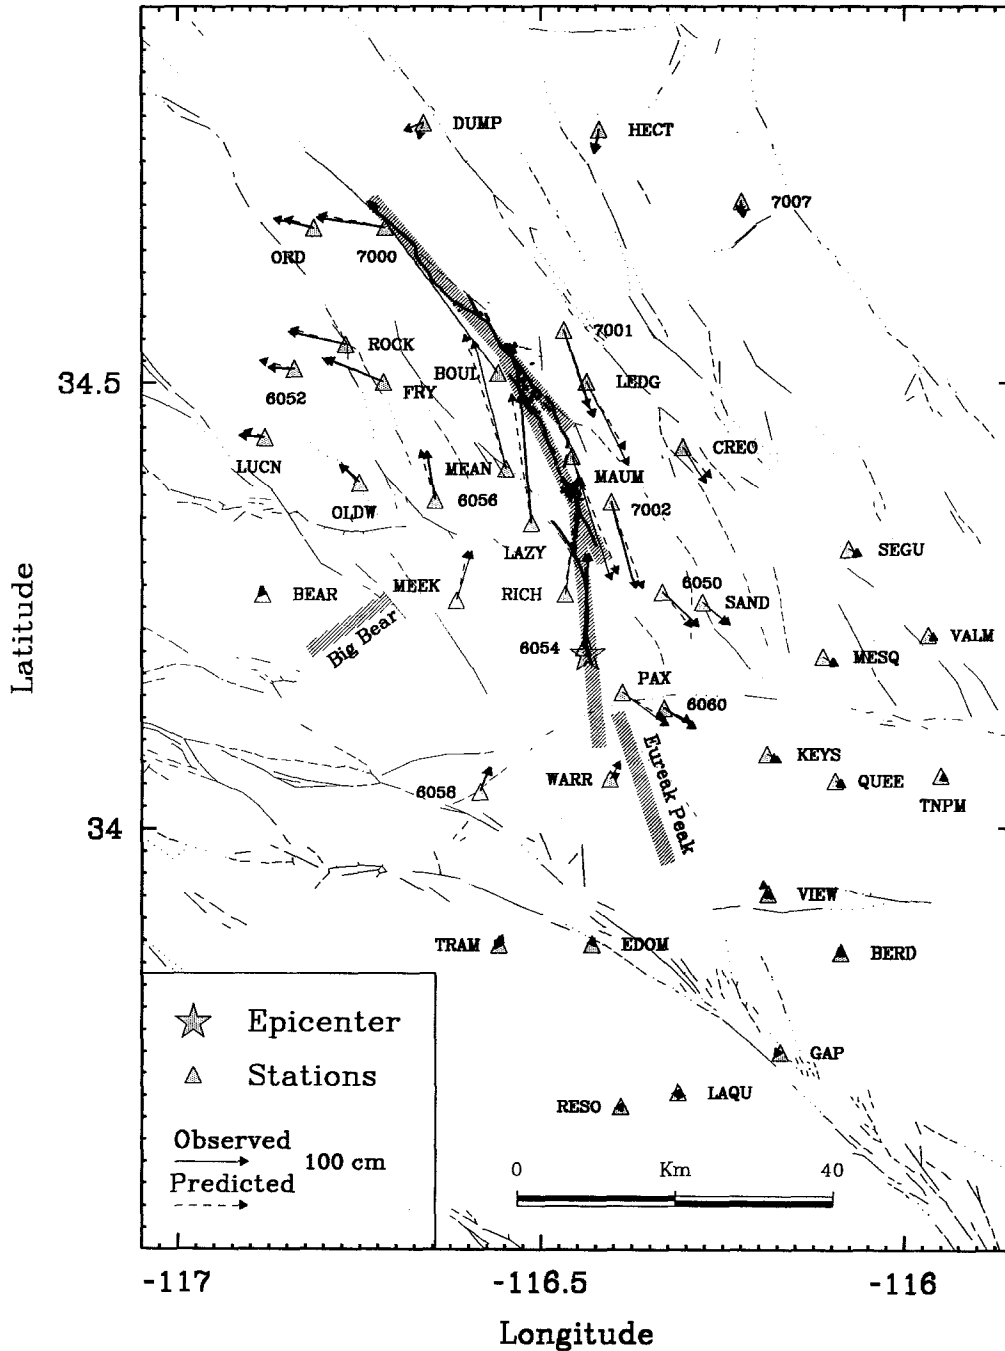 DUMP
HECT
7007
ORD
7000
7001
ROCK
BOUL
LEDG
34.5
6052
FRY
CREO
LUCN
MEAN
MAUM
OLDW
6056
7002
LAZY
SEGU
BEAR
MEEK
RICH
6050
SAND
Big Bear
6054
VALM
MESQ
PAX
6060
KEYS
WARR
Eureak Peak
QUEE
6058
TNPM
34
VIEW
TRAM
EDOM
BERD
Epicenter
GAP
Stations
LAQU
RESO
Observed
100 cm
Predicted
0
Km
40
-117
-116.5
-116
Latitude
Longitude